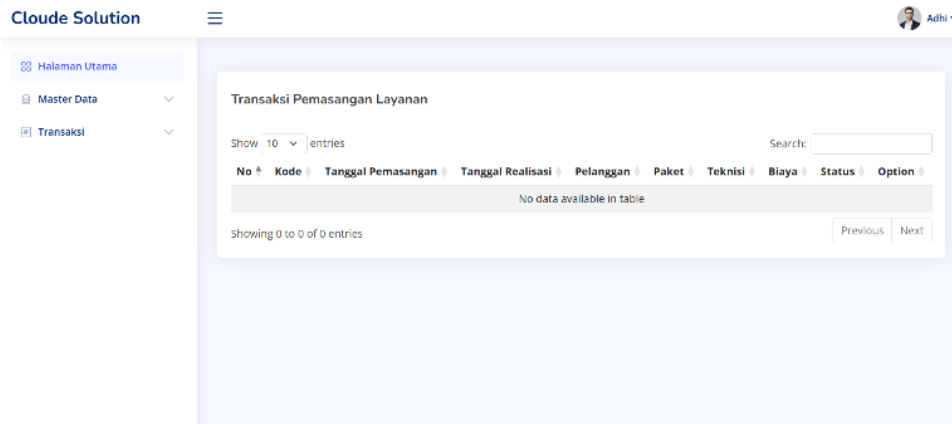 Cloude Solution
Adhi
Halaman Utama
Master Data
Transaksi
Transaksi Pemasangan Layanan
Show 10 entries
Search:
No Kode Tanggal Pemasangan Tanggal Realisasi Pelanggan Paket Teknisi Biaya Status Option
No data available in table
Showing 0 to 0 of 0 entries
Previous Next